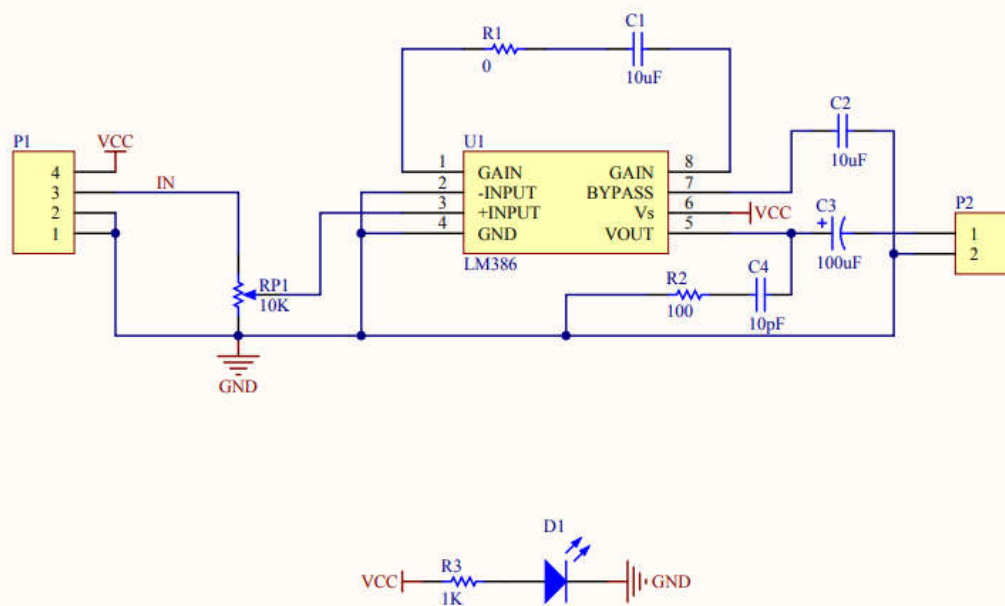 R1
0
C1
10uF
P1
4
3
2
1
VCC
IN
U1
1
2
3
4
GAIN
-INPUT
+INPUT
GND
GAIN
BYPASS
Vs
VOUT
8
7
6
5
LM386
VCC
C2
10uF
C3
+
100uF
P2
1
2
RP1
10K
R2
100
C4
10pF
GND
D1
VCC
R3
1K
GND